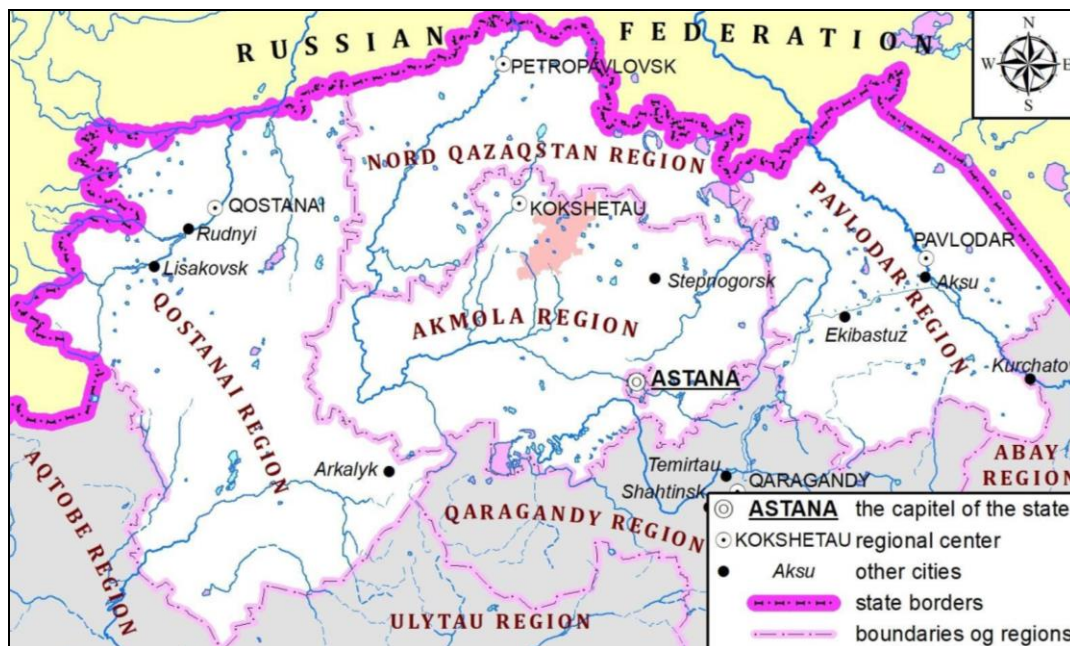 RUSSIAN FEDERATION
N
W E
S
PETROPAVLOVSK
NORD QAZAQSTAN REGION
QOSTANAI
KOKSHETAU
Rudnyi
Lisakovsk
PAVLODAR REGION
PAVLODAR
Aksu
Stepnogorsk
QOSTANAI REGION
AKMOLA REGION
Ekibastuz
ASTANA
Kurchatov
Arkalyk
Temirtau
ABAY
REGION
Shahtinsk
QARAGANDY
AQTOBE REGION
QARAGANDY REGION
ULYTAU REGION
ASTANA the capitel of the state
KOKSHETAU regional center
Aksu other cities
state borders
boundaries og regions